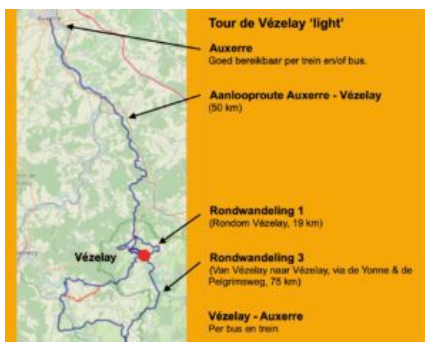 Tour de Vézelay ‘light’
Auxerre
Goed bereikbaar per trein en/of bus.
Aanlooproute Auxerre - Vézelay
(50 km)
Rondwandeling 1
(Rondom Vézelay, 19 km)
Vézelay
Rondwandeling 3
(Van Vézelay naar Vézelay, via de Yonne & de
Pelgrimsweg, 75 km)
Vézelay - Auxerre
Per bus en trein